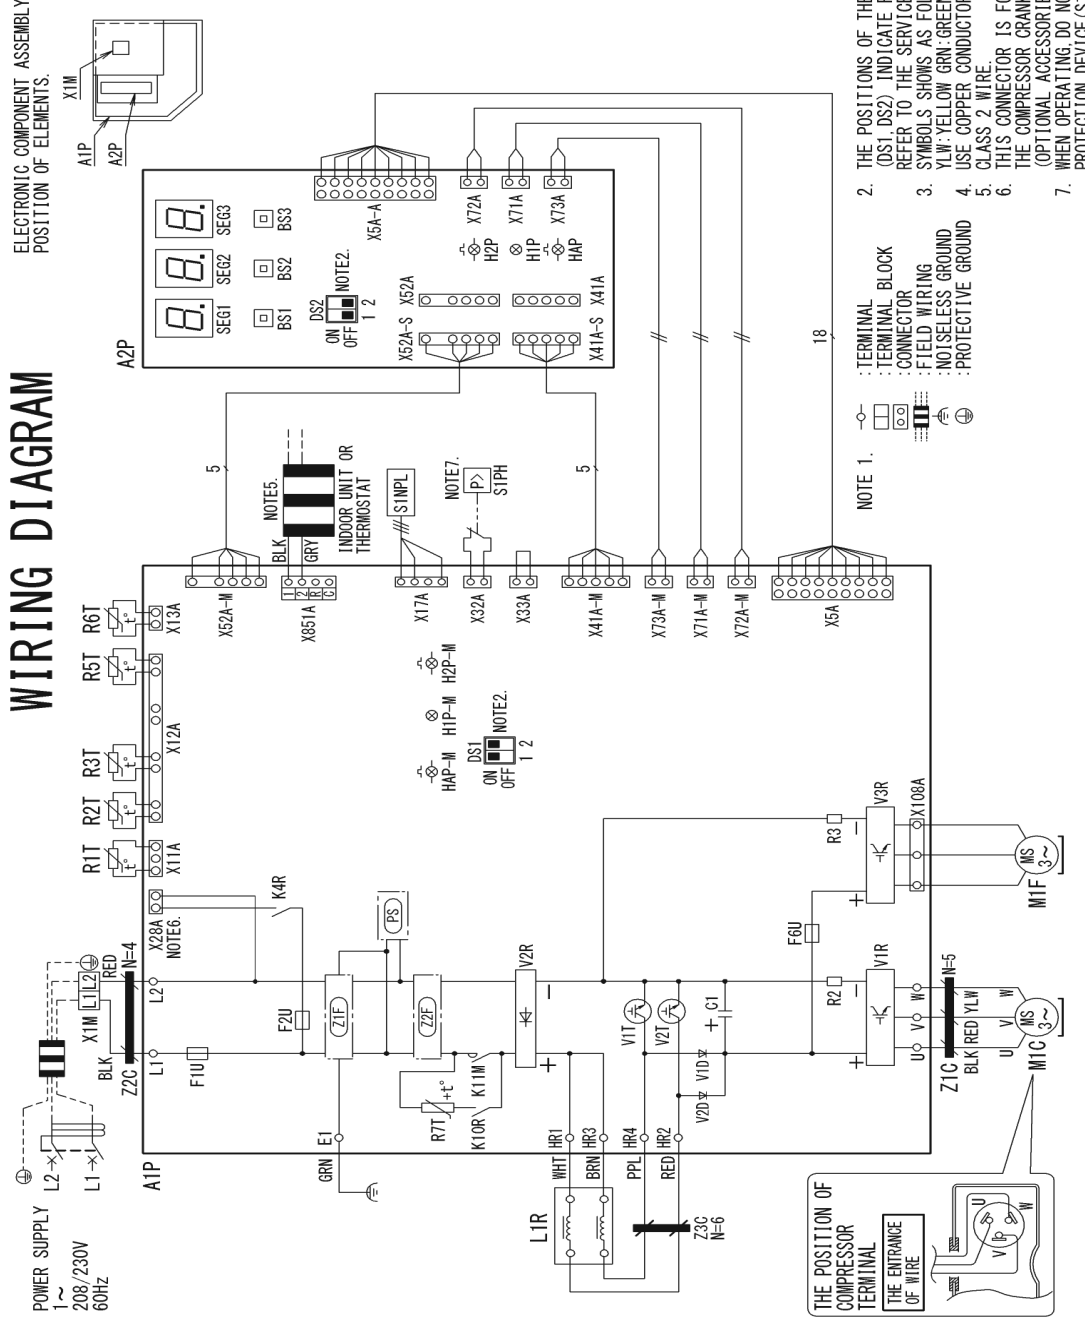 WIRING DIAGRAM
ELECTRONIC COMPONENT ASSEMBLY
POSITION OF ELEMENTS.
X1M
A1P
A2P
POWER SUPPLY
1~
208/230V
60Hz
L2
L1
X1M
L1 L2
BLK
RED
Z2C
N=4
L1
L2
A1P
F1U
X28A
NOTE6.
K4R
F2U
Z1F
PS
Z2F
E1
GRN
R7T
+t°
K11M
K10R
V2R
R1T
t°
X11A
R2T
t°
R3T
t°
X12A
R5T
t°
R6T
t°
X13A
X52A-M
5
BLK
GRY
NOTE5.
INDOOR UNIT OR
THERMOSTAT
1 2 R C
X851A
S1NPL
X17A
NOTE7.
P>
S1PH
X32A
X33A
5
X41A-M
X73A-M
X71A-M
X72A-M
X5A
18
HAP-M
H1P-M
H2P-M
DS1
ON
OFF
1 2
NOTE2.
A2P
SEG1
SEG2
SEG3
BS1
BS2
BS3
DS2
ON
OFF
1 2
NOTE2.
X5A-A
X52A-S
X52A
X41A-S
X41A
H2P
H1P
HAP
X72A
X71A
X73A
L1R
WHT
HR1
BRN
HR3
PPL
HR4
RED
HR2
Z3C
N=6
V1T
V2T
V1D
V2D
C1
R2
R3
F6U
V1R
V3R
X108A
U V W
Z1C
N=5
BLK RED YLW
U V W
MS
3~
M1C
MS
3~
M1F
THE POSITION OF
COMPRESSOR
TERMINAL
THE ENTRANCE
OF WIRE
U
V
W
NOTE 1.
:TERMINAL
:TERMINAL BLOCK
:CONNECTOR
:FIELD WIRING
:NOISELESS GROUND
:PROTECTIVE GROUND
2. THE POSITIONS OF THE
(DS1,DS2) INDICATE
REFER TO THE SERVICE
3. SYMBOLS SHOWS AS FOL
YLW:YELLOW GRN:GREEN
4. USE COPPER CONDUCTOR
5. CLASS 2 WIRE.
6. THIS CONNECTOR IS FO
THE COMPRESSOR CRANK
(OPTIONAL ACCESSORIE
7. WHEN OPERATING,DO NO
PROTECTION DEVICE(S1